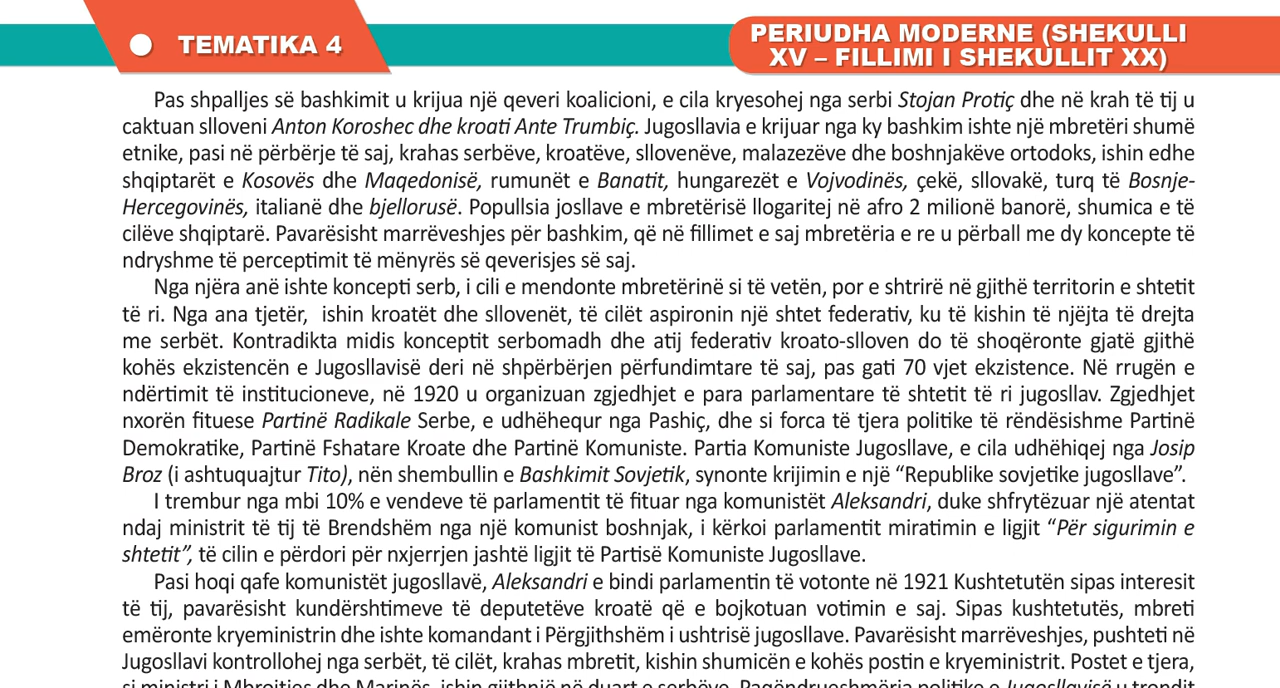 TEMATIKA 4
PERIUDHA MODERNE (SHEKULLI
XV – FILLIMI I SHEKULLIT XX)
Pas shpalljes së bashkimit u krijua një qeveri koalicioni, e cila kryesohej nga serbi Stojan Protiç dhe në krah të tij u
caktuan slloveni Anton Koroshec dhe kroati Ante Trumbiç. Jugosllavia e krijuar nga ky bashkim ishte një mbretëri shumë
etnike, pasi në përbërje të saj, krahas serbëve, kroatëve, sllovenëve, malazezëve dhe boshnjakëve ortodoks, ishin edhe
shqiptarët e Kosovës dhe Maqedonisë, rumunët e Banatit, hungarezët e Vojvodinës, çekë, sllovakë, turq të Bosnje-
Hercegovinës, italianë dhe bjellorusë. Popullsia josllave e mbretërisë llogaritej në afro 2 milionë banorë, shumica e të
cilëve shqiptarë. Pavarësisht marrëveshjes për bashkim, që në fillimet e saj mbretëria e re u përball me dy koncepte të
ndryshme të perceptimit të mënyrës së qeverisjes së saj.
Nga njëra anë ishte koncepti serb, i cili e mendonte mbretërinë si të vetën, por e shtrirë në gjithë territorin e shtetit
të ri. Nga ana tjetër, ishin kroatët dhe sllovenët, të cilët aspironin një shtet federativ, ku të kishin të njëjta të drejta
me serbët. Kontradikta midis konceptit serbomadh dhe atij federativ kroato-slloven do të shoqëronte gjatë gjithë
kohës ekzistencën e Jugosllavisë deri në shpërbërjen përfundimtare të saj, pas gati 70 vjet ekzistence. Në rrugën e
ndërtimit të institucioneve, në 1920 u organizuan zgjedhjet e para parlamentare të shtetit të ri jugosllav. Zgjedhjet
nxorën fituese Partinë Radikale Serbe, e udhëhequr nga Pashiç, dhe si forca të tjera politike të rëndësishme Partinë
Demokratike, Partinë Fshatare Kroate dhe Partinë Komuniste. Partia Komuniste Jugosllave, e cila udhëhiqej nga Josip
Broz (i ashtuquajtur Tito), nën shembullin e Bashkimit Sovjetik, synonte krijimin e një “Republike sovjetike jugosllave”.
I trembur nga mbi 10% e vendeve të parlamentit të fituar nga komunistët Aleksandri, duke shfrytëzuar një atentat
ndaj ministrit të tij të Brendshëm nga një komunist boshnjak, i kërkoi parlamentit miratimin e ligjit “Për sigurimin e
shtetit”, të cilin e përdori për nxjerrjen jashtë ligjit të Partisë Komuniste Jugosllave.
Pasi hoqi qafe komunistët jugosllavë, Aleksandri e bindi parlamentin të votonte në 1921 Kushtetutën sipas interesit
të tij, pavarësisht kundërshtimeve të deputetëve kroatë që e bojkotuan votimin e saj. Sipas kushtetutës, mbreti
emëronte kryeministrin dhe ishte komandant i Përgjithshëm i ushtrisë jugosllave. Pavarësisht marrëveshjes, pushteti në
Jugosllavi kontrollohej nga serbët, të cilët, krahas mbretit, kishin shumicën e kohës postin e kryeministrit. Postet e tjera,
si ministri i Mbrojtjes dhe Marinës, ishin gjithnjë në duart e serbëve. Paqëndrueshmëria politike e Jugosllavisë u trondit